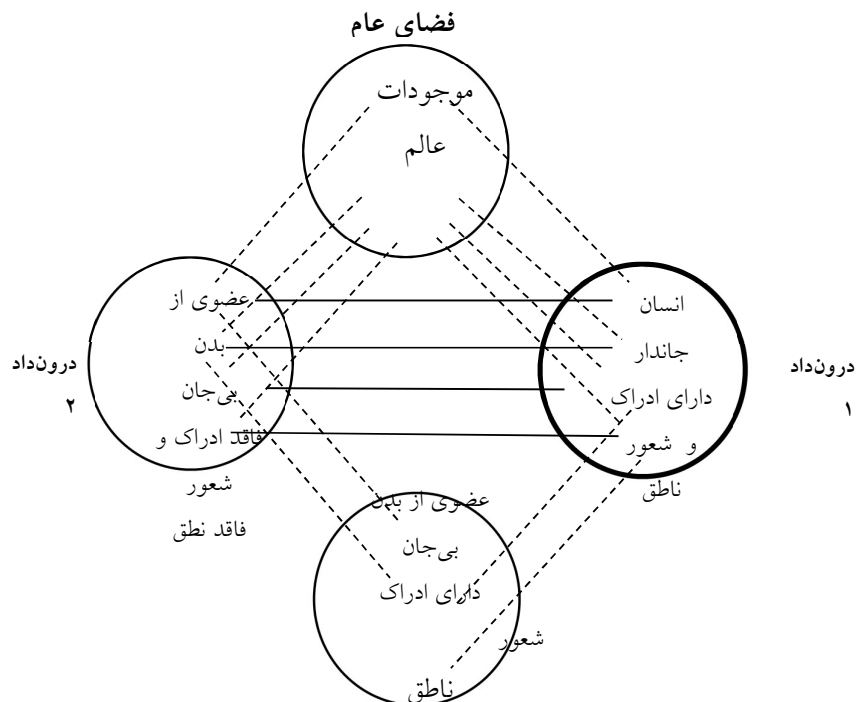 فضای عام
موجودات
عالم
درون‌داد
۱
انسان
جاندار
دارای ادراک
و شعور
ناطق
درون‌داد
۲
عضوی از
بدن
بی‌جان
فاقد ادراک و
شعور
فاقد نطق
عضوی از بدن
بی‌جان
دارای ادراک
شعور
ناطق